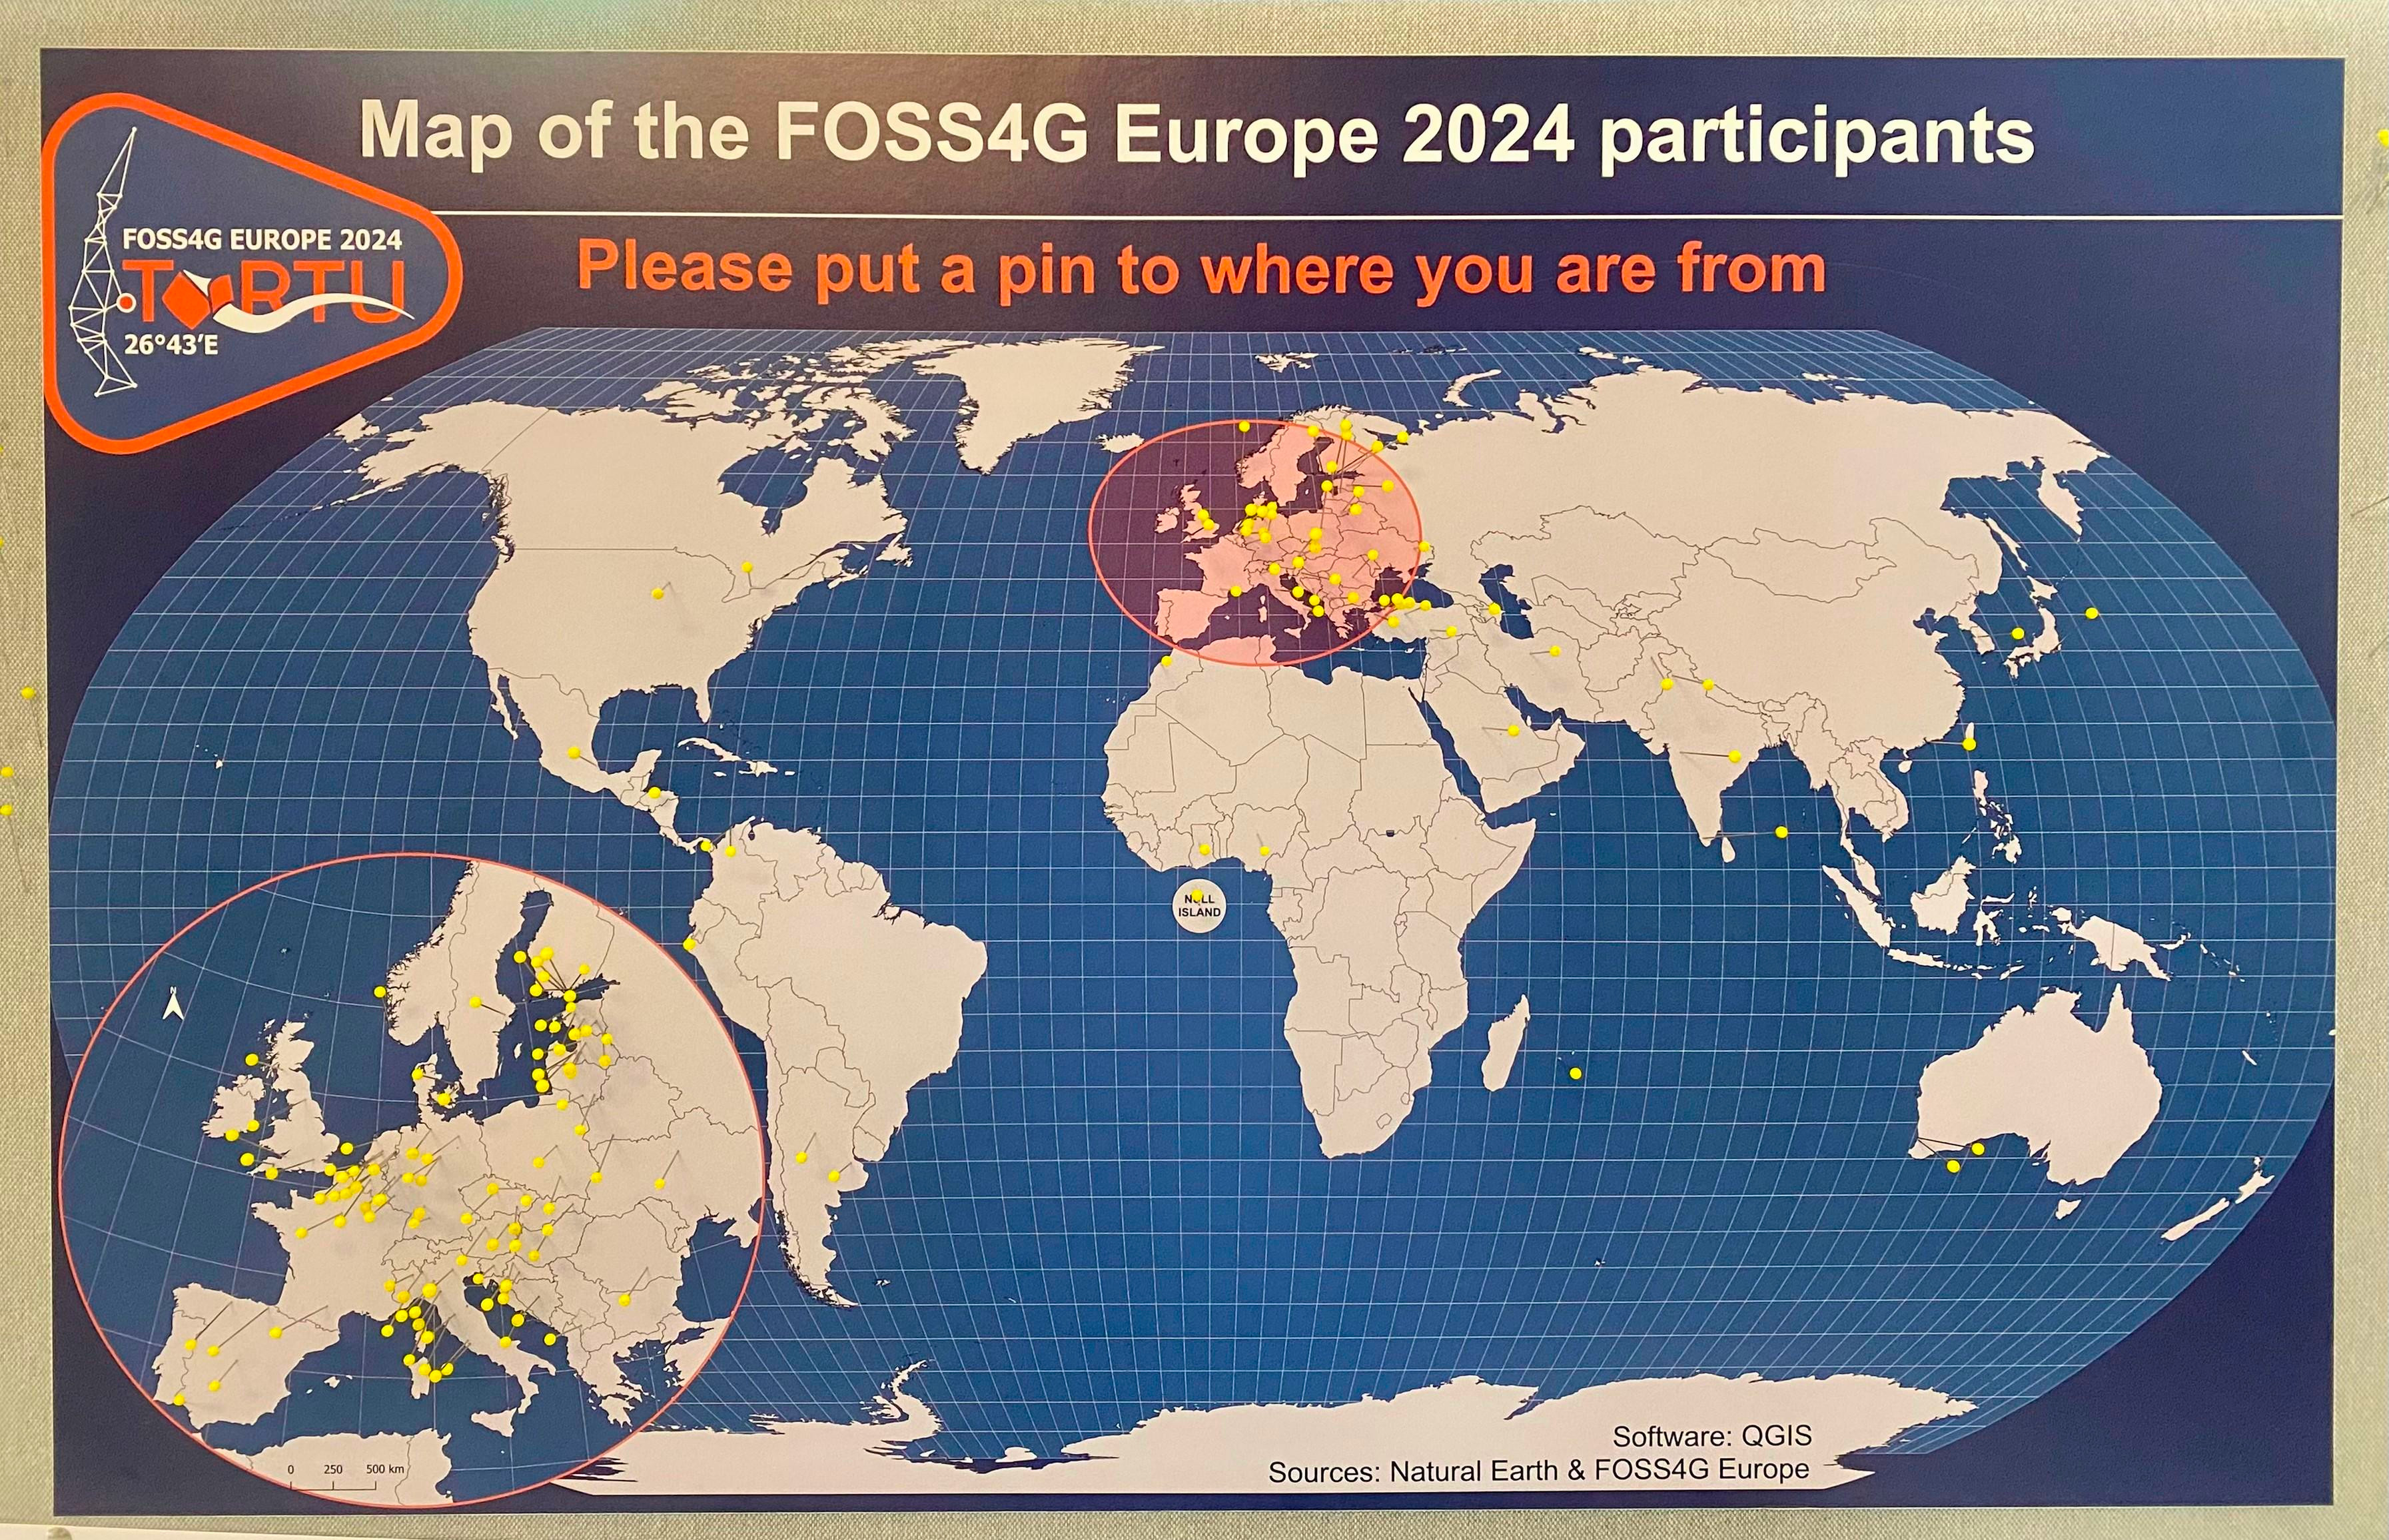 Map of the FOSS4G Europe 2024 participants
FOSS4G EUROPE 2024
TARTU
26°43'E
Please put a pin to where you are from
NULL
ISLAND
N
0 250 500 km
Software: QGIS
Sources: Natural Earth & FOSS4G Europe